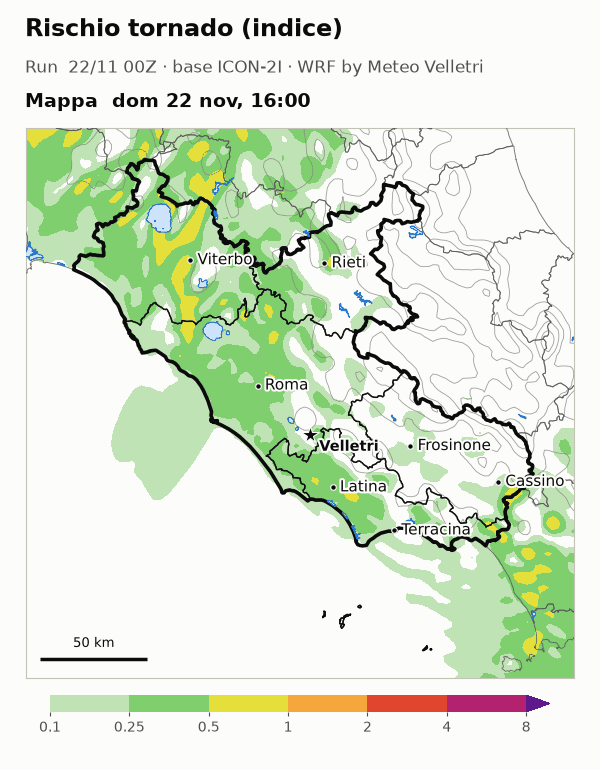 Rischio tornado (indice)
Run 22/11 00Z · base ICON-2I · WRF by Meteo Velletri
Mappa dom 22 nov, 16:00
Viterbo
Rieti
Roma
Velletri
Frosinone
Latina
Cassino
Terracina
50 km
0.1 0.25 0.5 1 2 4 8